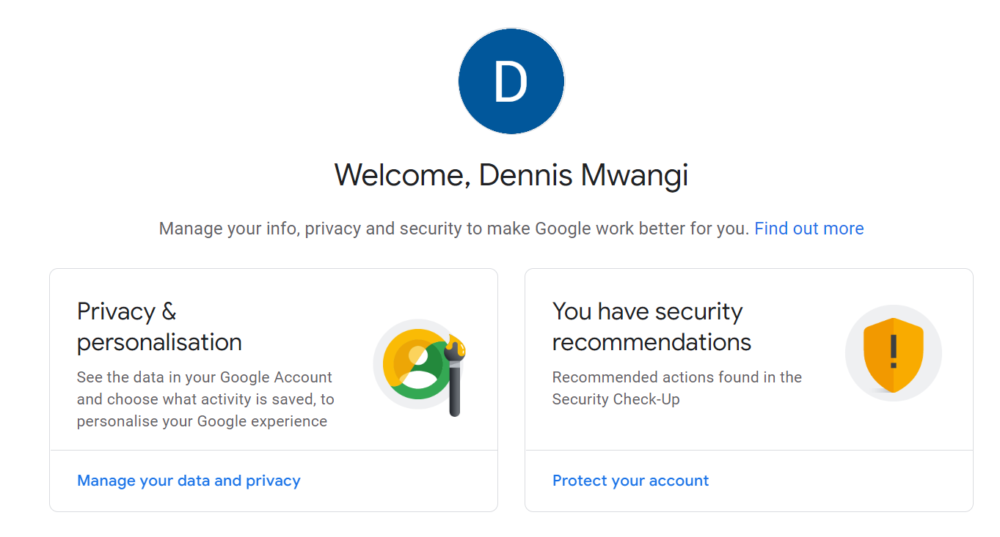 D
Welcome, Dennis Mwangi
Manage your info, privacy and security to make Google work better for you. Find out more
Privacy &
personalisation
See the data in your Google Account
and choose what activity is saved, to
personalise your Google experience
Manage your data and privacy
You have security
recommendations
Recommended actions found in the
Security Check-Up
Protect your account